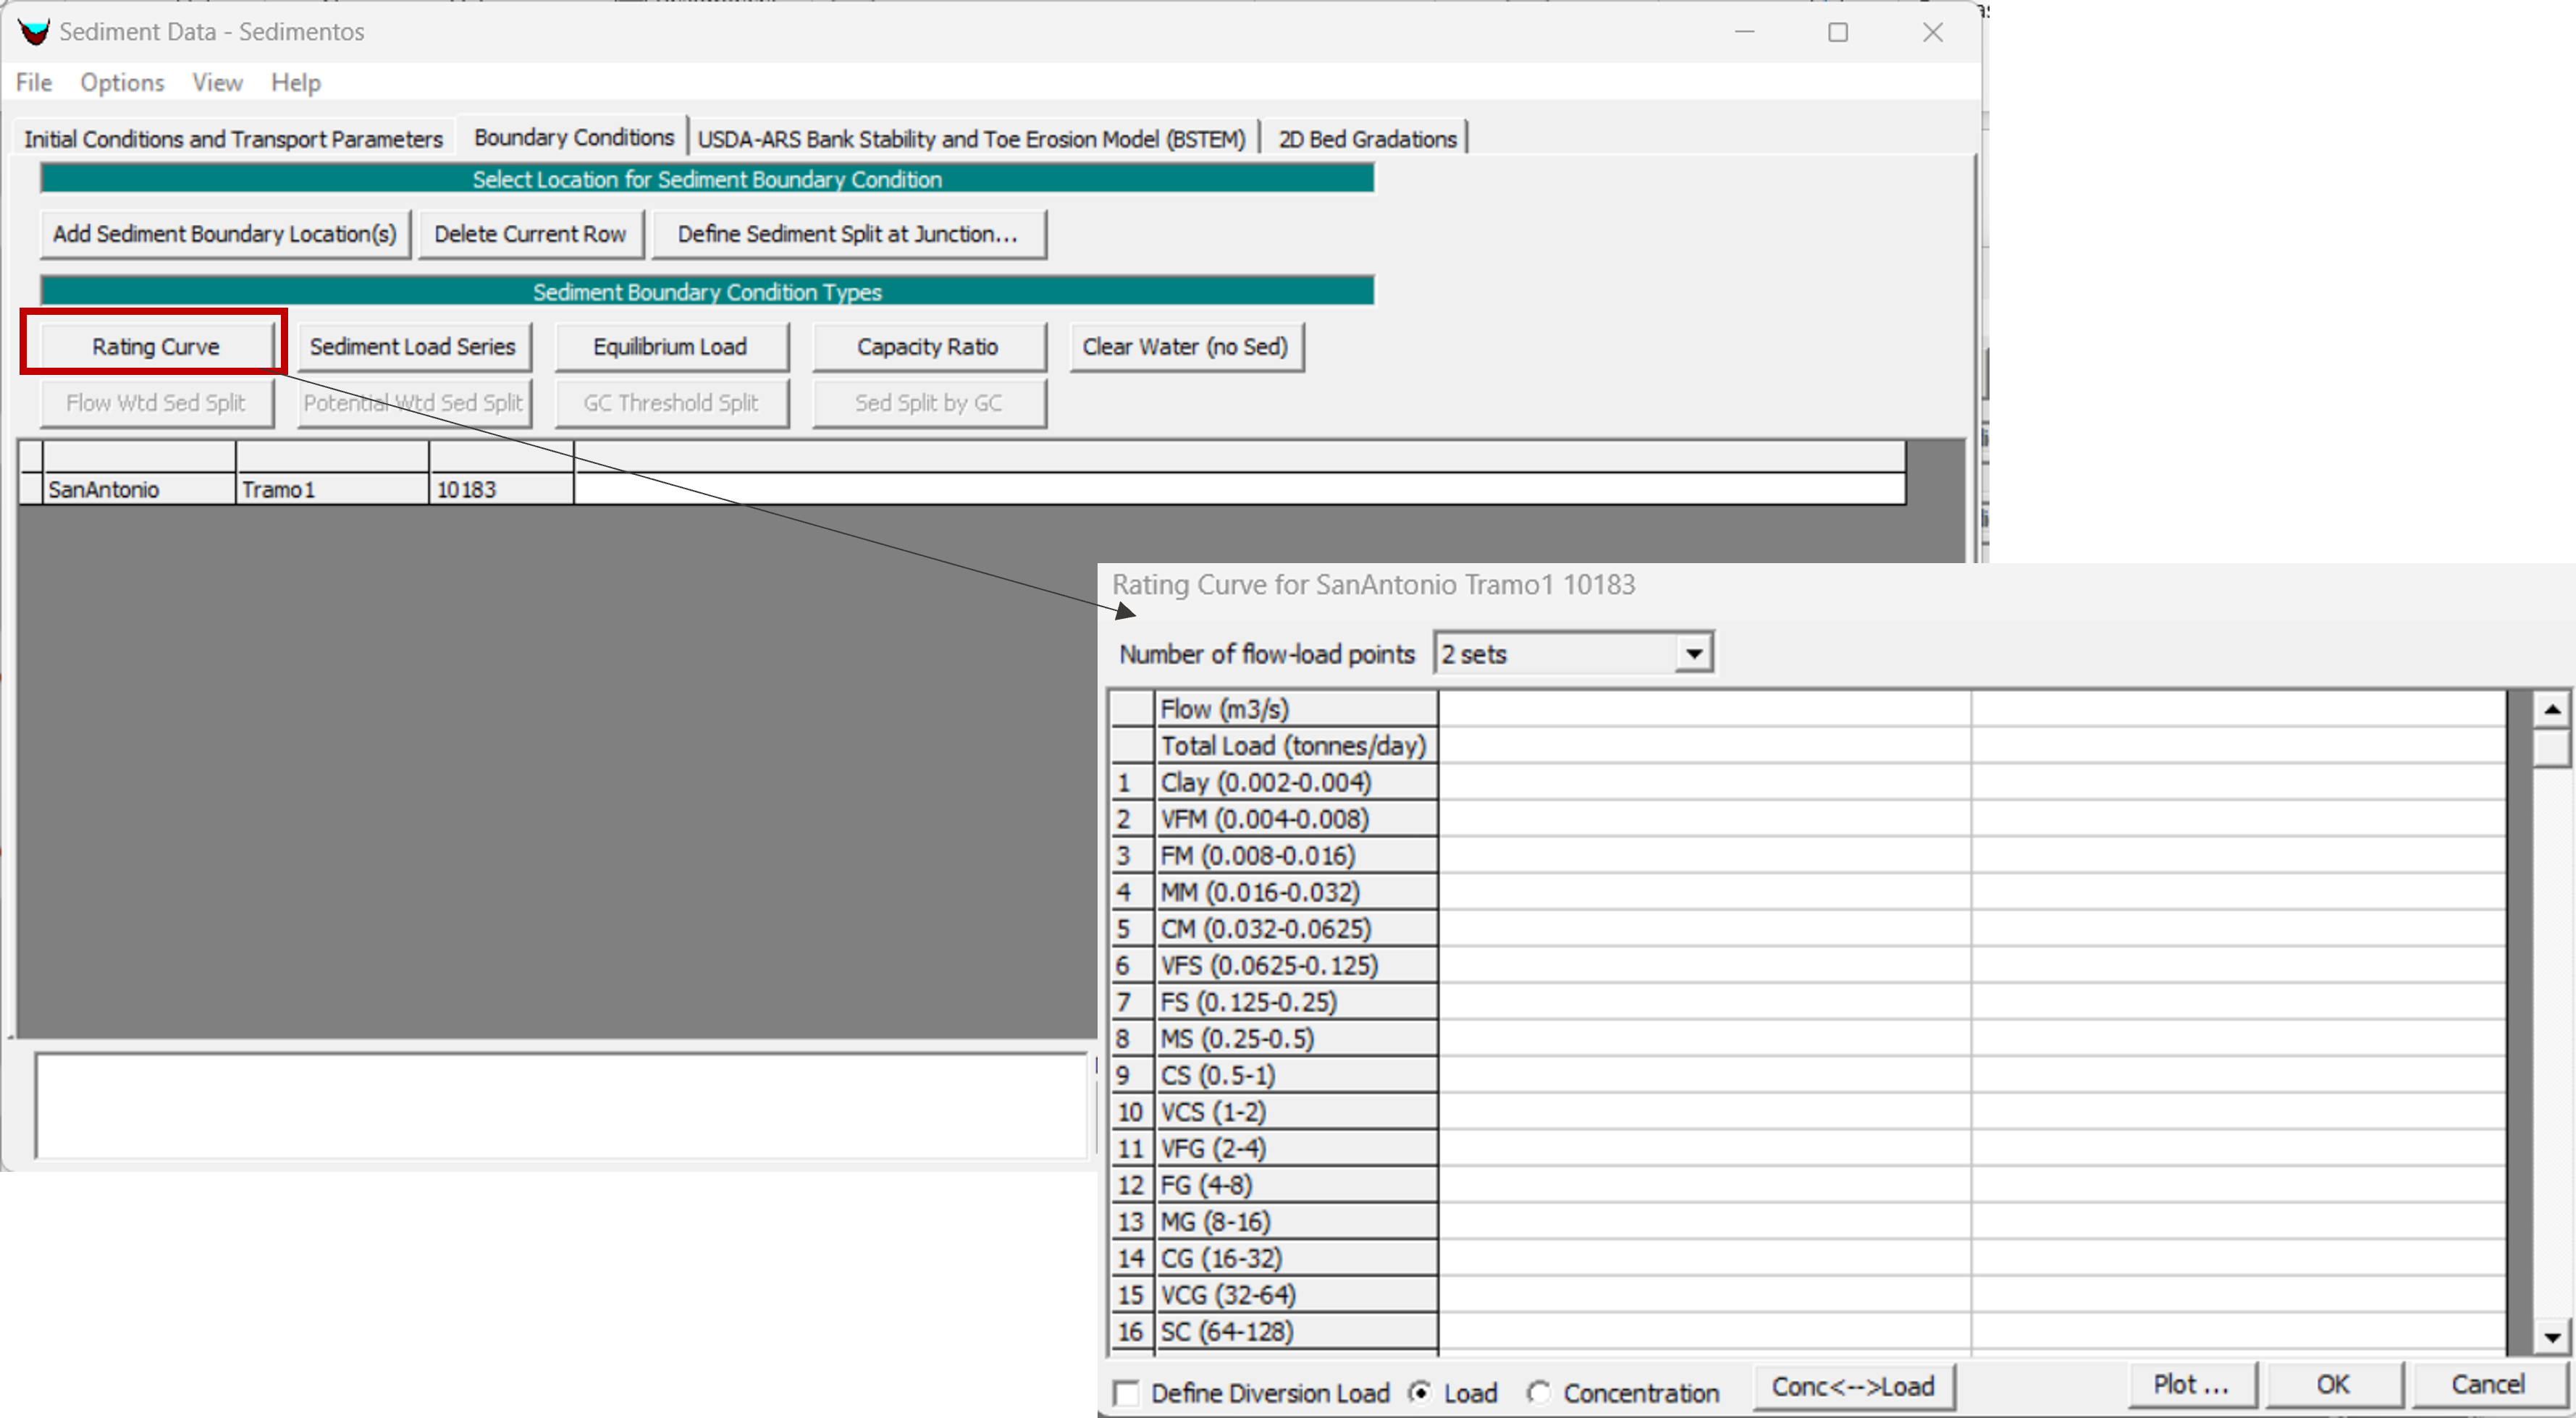 Sediment Data - Sedimentos
File Options View Help
Initial Conditions and Transport Parameters Boundary Conditions USDA-ARS Bank Stability and Toe Erosion Model (BSTEM) 2D Bed Gradations
Select Location for Sediment Boundary Condition
Add Sediment Boundary Location(s) Delete Current Row Define Sediment Split at Junction...
Sediment Boundary Condition Types
Rating Curve Sediment Load Series Equilibrium Load Capacity Ratio Clear Water (no Sed)
Flow Wtd Sed Split Potential Wtd Sed Split GC Threshold Split Sed Split by GC
SanAntonio Tramo1 10183
Rating Curve for SanAntonio Tramo1 10183
Number of flow-load points 2 sets
Flow (m3/s)
Total Load (tonnes/day)
1 Clay (0.002-0.004)
2 VFM (0.004-0.008)
3 FM (0.008-0.016)
4 MM (0.016-0.032)
5 CM (0.032-0.0625)
6 VFS (0.0625-0.125)
7 FS (0.125-0.25)
8 MS (0.25-0.5)
9 CS (0.5-1)
10 VCS (1-2)
11 VFG (2-4)
12 FG (4-8)
13 MG (8-16)
14 CG (16-32)
15 VCG (32-64)
16 SC (64-128)
Define Diversion Load Load Concentration Conc<-->Load Plot ... OK Cancel